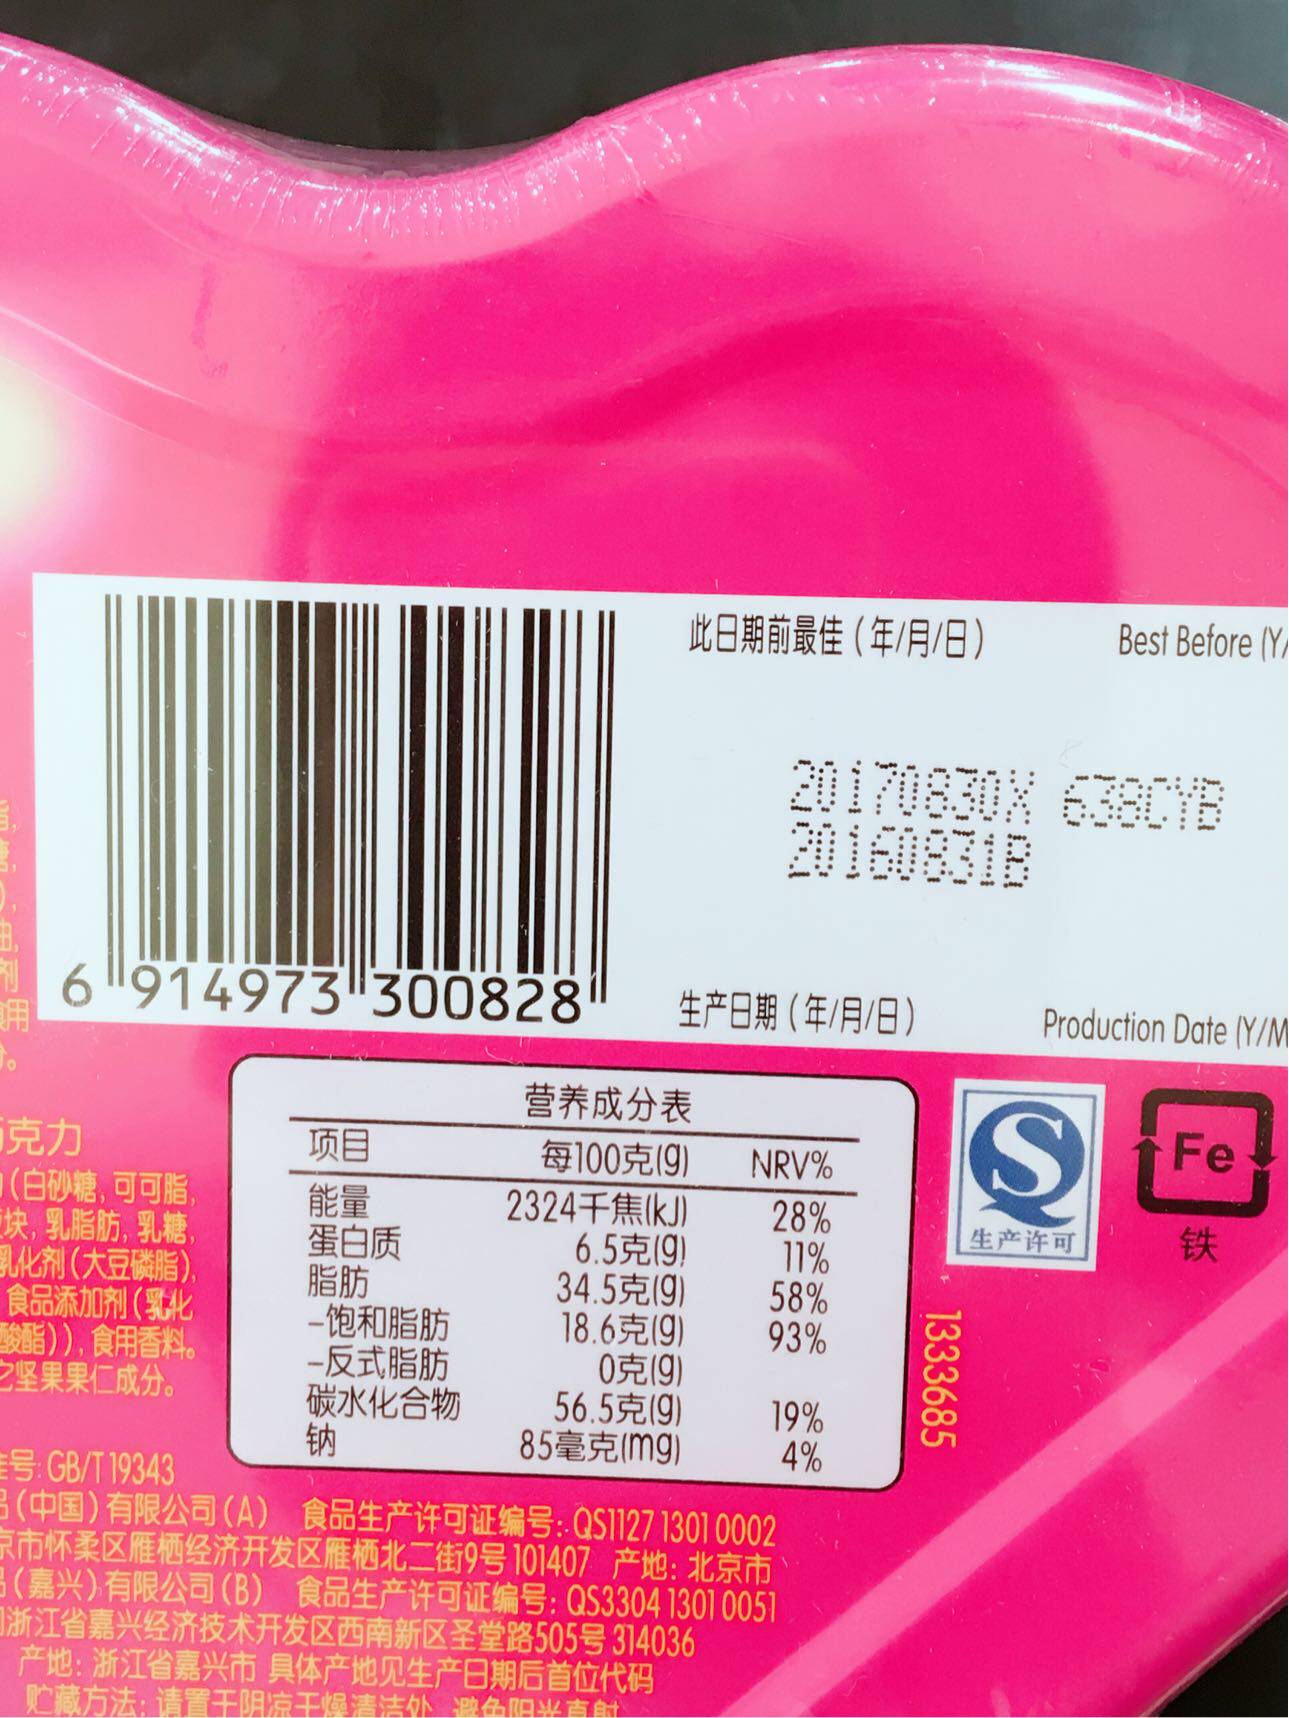 此日期前最佳（年/月/日） Best Before (Y/
20170830X 638CYB
20160831B
6 914973 300828
生产日期（年/月/日） Production Date (Y/M
营养成分表
项目 每100克(g) NRV%
能量 2324千焦(kJ) 28%
蛋白质 6.5克(g) 11%
脂肪 34.5克(g) 58%
-饱和脂肪 18.6克(g) 93%
-反式脂肪 0克(g)
碳水化合物 56.5克(g) 19%
钠 85毫克(mg) 4%
生产许可
Fe
铁
1333685
克力
（白砂糖, 可可脂,
块, 乳脂肪, 乳糖,
乳化剂（大豆磷脂）,
食品添加剂（乳化
酸酯））, 食用香料。
它坚果果仁成分。
号: GB/T 19343
（中国）有限公司（A） 食品生产许可证编号: QS1127 1301 0002
京市怀柔区雁栖经济开发区雁栖北二街9号 101407 产地: 北京市
（嘉兴）有限公司（B） 食品生产许可证编号: QS3304 1301 0051
浙江省嘉兴经济技术开发区西南新区圣堂路505号 314036
产地: 浙江省嘉兴市 具体产地见生产日期后首位代码
贮藏方法: 请置于阴凉干燥清洁处, 避免阳光直射